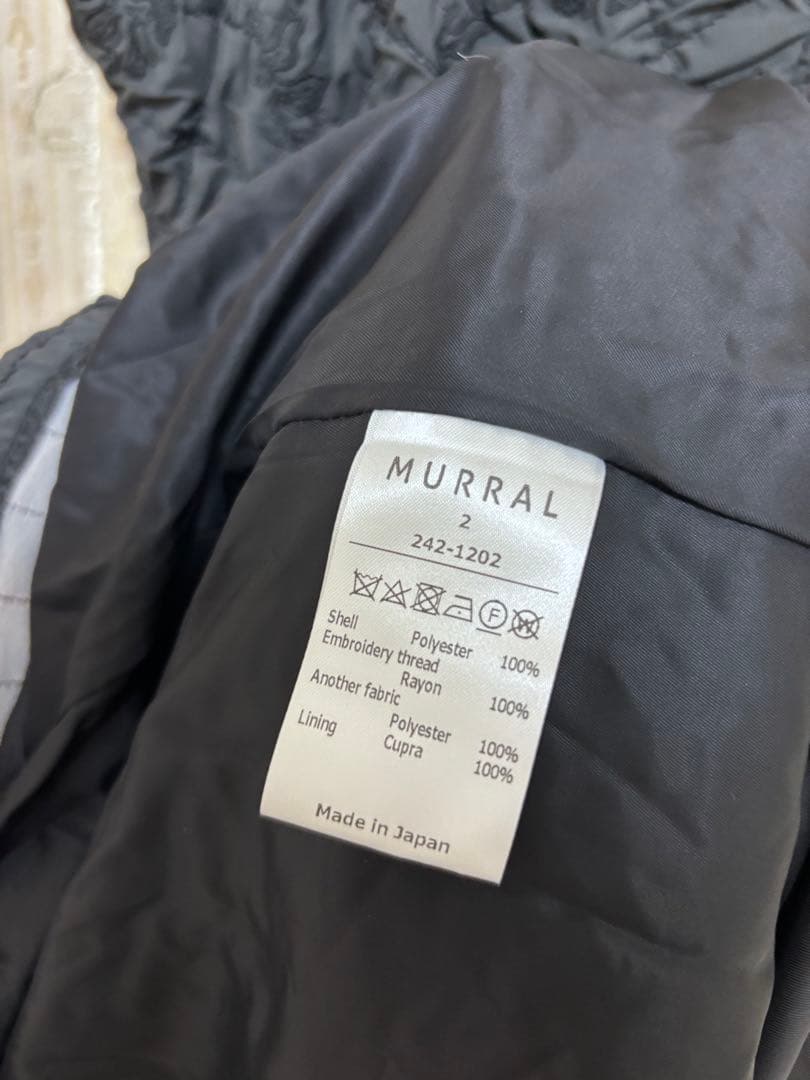 MURRAL
2
242-1202
F W
Shell
Polyester 100%
Embroidery thread
Rayon 100%
Another fabric
Polyester 100%
Lining
Cupra 100%
Made in Japan